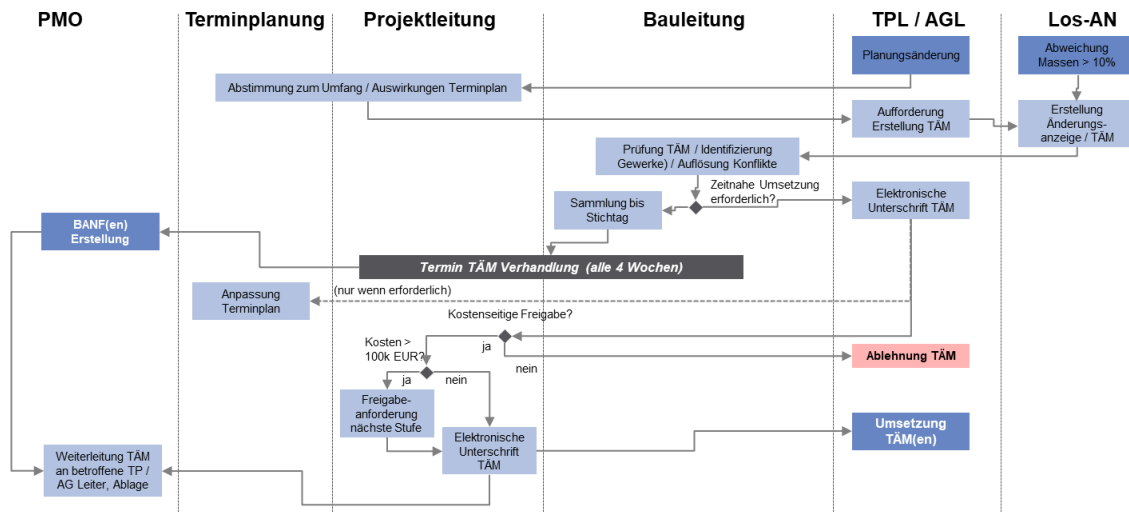 PMO
Terminplanung
Projektleitung
Bauleitung
TPL / AGL
Los-AN
Planungsänderung
Abweichung
Massen > 10%
Abstimmung zum Umfang / Auswirkungen Terminplan
Aufforderung
Erstellung TÄM
Erstellung
Änderungs-
anzeige / TÄM
Prüfung TÄM / Identifizierung
Gewerke) / Auflösung Konflikte
Zeitnahe Umsetzung
erforderlich?
Sammlung bis
Stichtag
Elektronische
Unterschrift TÄM
BANF(en)
Erstellung
Termin TÄM Verhandlung (alle 4 Wochen)
Anpassung
Terminplan
(nur wenn erforderlich)
Kostenseitige Freigabe?
Kosten >
100k EUR?
ja
nein
Ablehnung TÄM
ja
nein
Freigabe-
anforderung
nächste Stufe
Elektronische
Unterschrift
TÄM
Umsetzung
TÄM(en)
Weiterleitung TÄM
an betroffene TP /
AG Leiter, Ablage